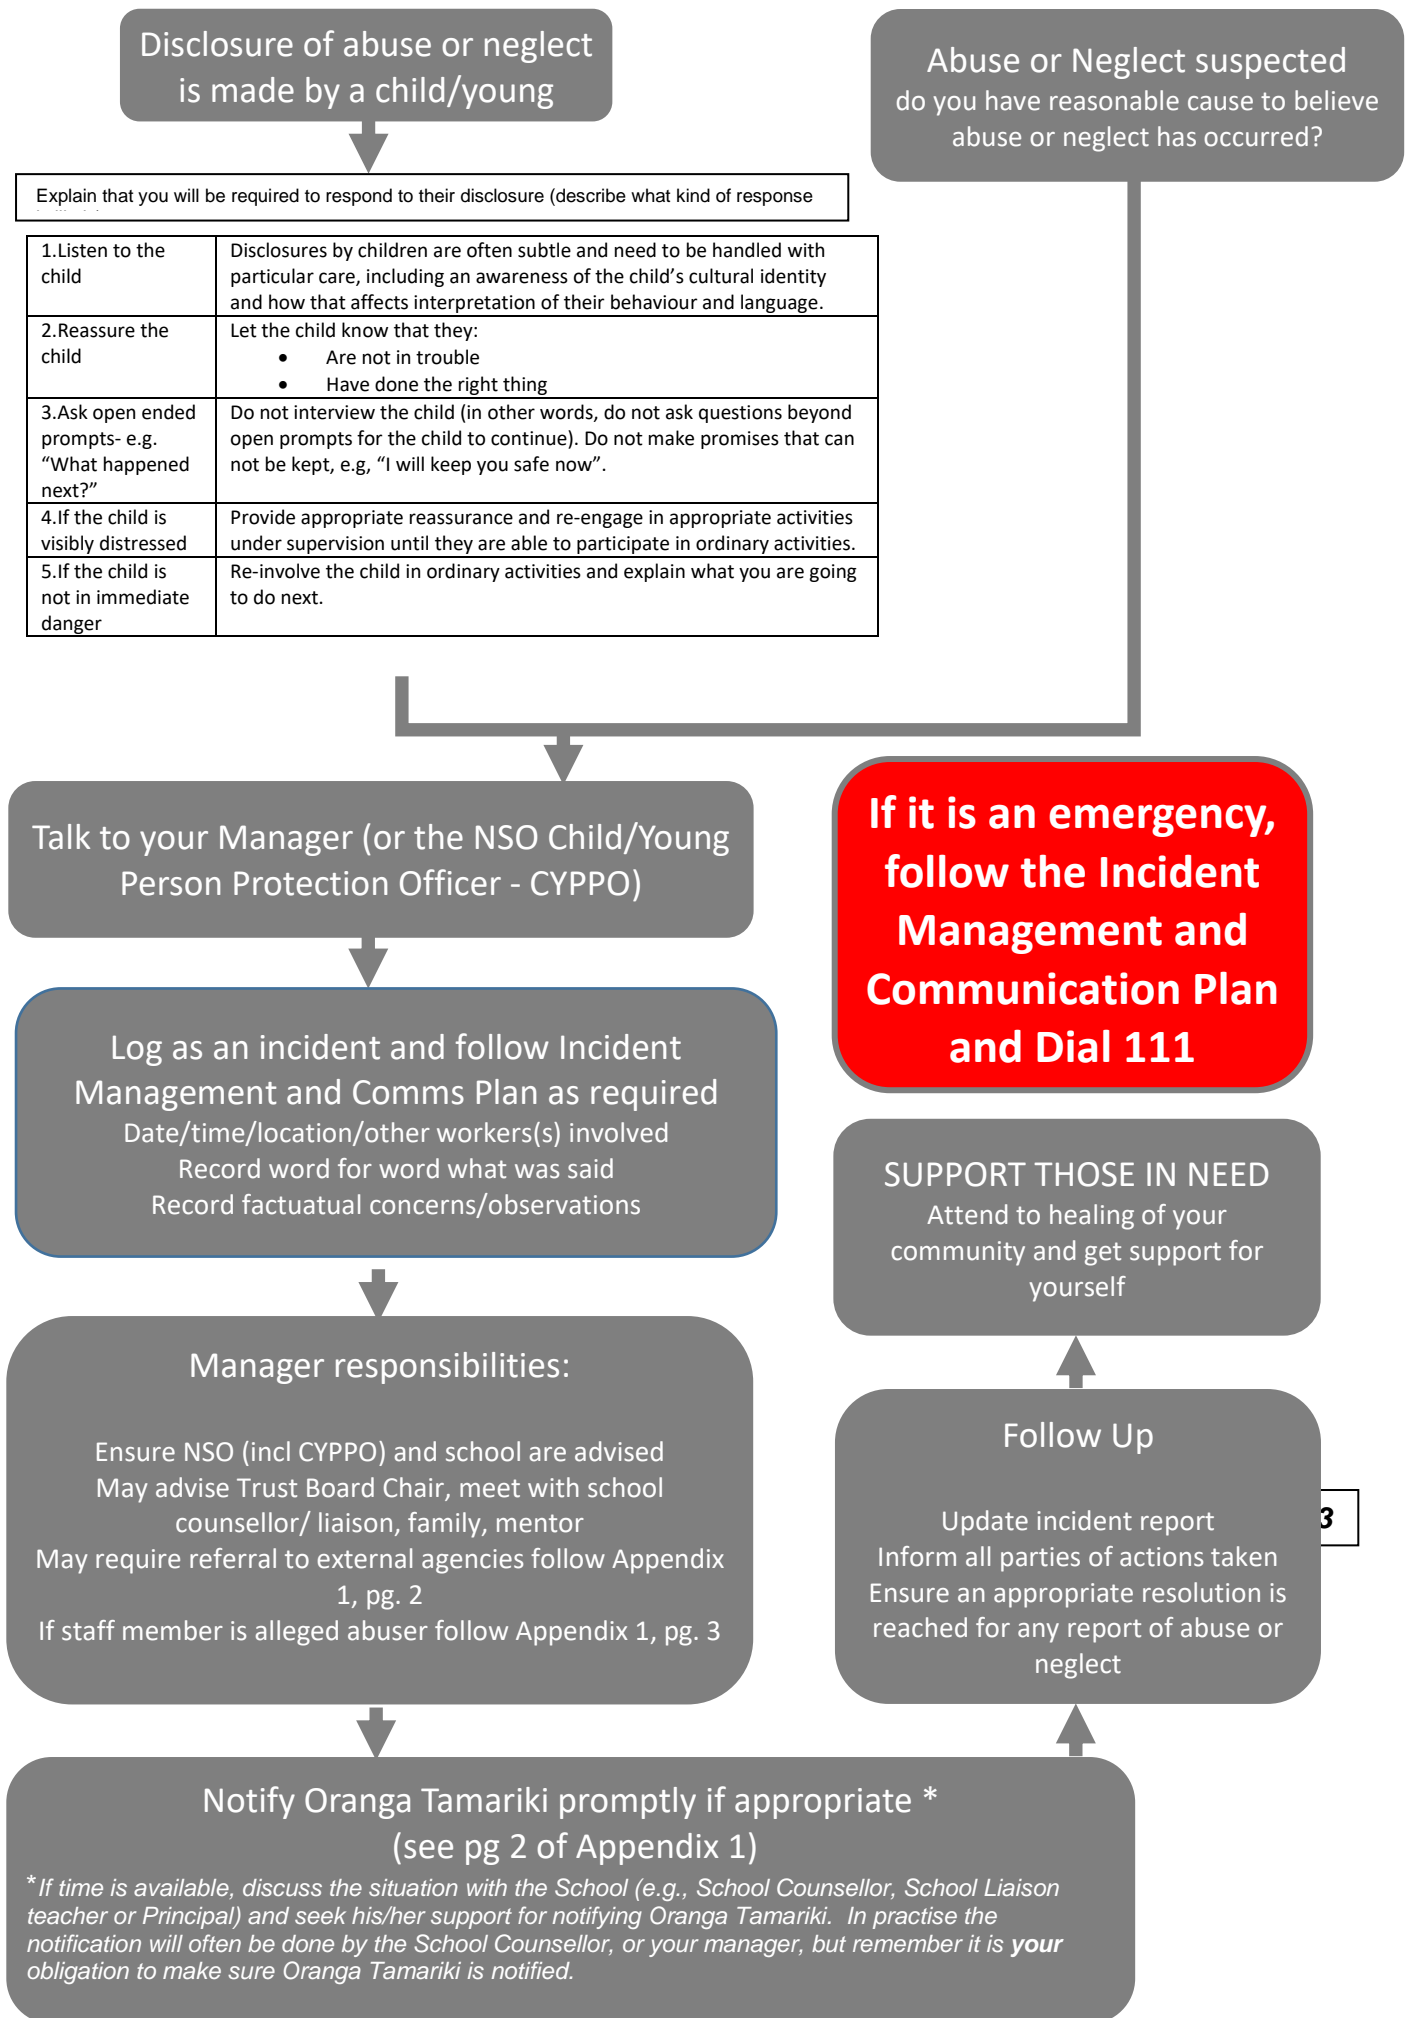 Disclosure of abuse or neglect
is made by a child/young
Abuse or Neglect suspected
do you have reasonable cause to believe
abuse or neglect has occurred?
Explain that you will be required to respond to their disclosure (describe what kind of response
1.Listen to the
child
Disclosures by children are often subtle and need to be handled with
particular care, including an awareness of the child’s cultural identity
and how that affects interpretation of their behaviour and language.
2.Reassure the
child
Let the child know that they:
• Are not in trouble
• Have done the right thing
3.Ask open ended
prompts- e.g.
“What happened
next?”
Do not interview the child (in other words, do not ask questions beyond
open prompts for the child to continue). Do not make promises that can
not be kept, e.g, “I will keep you safe now”.
4.If the child is
visibly distressed
Provide appropriate reassurance and re-engage in appropriate activities
under supervision until they are able to participate in ordinary activities.
5.If the child is
not in immediate
danger
Re-involve the child in ordinary activities and explain what you are going
to do next.
Talk to your Manager (or the NSO Child/Young
Person Protection Officer - CYPPO)
If it is an emergency,
follow the Incident
Management and
Communication Plan
and Dial 111
Log as an incident and follow Incident
Management and Comms Plan as required
Date/time/location/other workers(s) involved
Record word for word what was said
Record factuatual concerns/observations
SUPPORT THOSE IN NEED
Attend to healing of your
community and get support for
yourself
Manager responsibilities:
Ensure NSO (incl CYPPO) and school are advised
May advise Trust Board Chair, meet with school
counsellor/ liaison, family, mentor
May require referral to external agencies follow Appendix
1, pg. 2
If staff member is alleged abuser follow Appendix 1, pg. 3
Follow Up
Update incident report
Inform all parties of actions taken
Ensure an appropriate resolution is
reached for any report of abuse or
neglect
3
Notify Oranga Tamariki promptly if appropriate *
(see pg 2 of Appendix 1)
*If time is available, discuss the situation with the School (e.g., School Counsellor, School Liaison
teacher or Principal) and seek his/her support for notifying Oranga Tamariki. In practise the
notification will often be done by the School Counsellor, or your manager, but remember it is your
obligation to make sure Oranga Tamariki is notified.